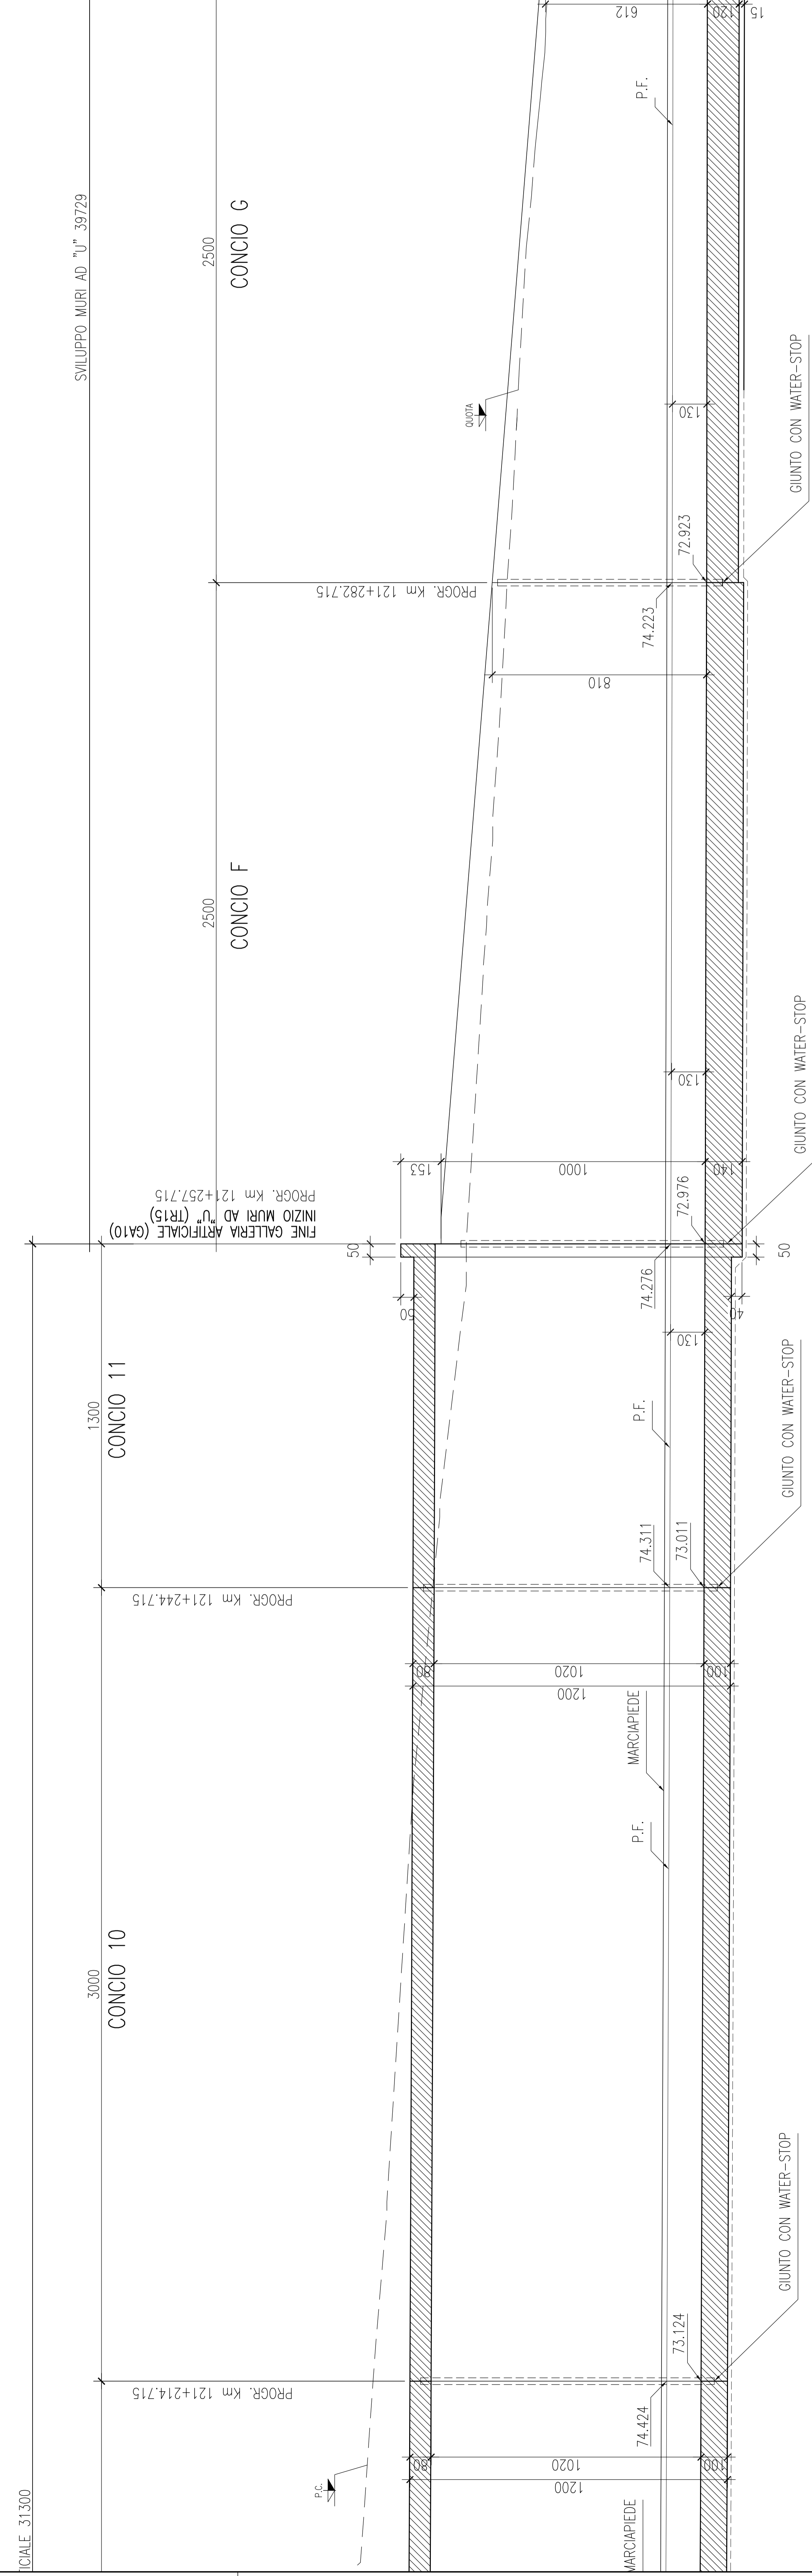 SVILUPPO MURI AD "U" 39729
2500
CONCIO G
612
120
15
P.F.
QUOTA
130
GIUNTO CON WATER-STOP
72.923
74.223
PROGR. Km 121+282.715
810
2500
CONCIO F
130
GIUNTO CON WATER-STOP
153
1000
140
72.976
74.276
FINE GALLERIA ARTIFICIALE (GA10)
INIZIO MURI AD "U" (TR15)
PROGR. Km 121+257.715
50
50
50
40
130
1300
CONCIO 11
P.F.
GIUNTO CON WATER-STOP
74.311
73.011
PROGR. Km 121+244.715
80
1020
100
1200
MARCIAPIEDE
P.F.
3000
CONCIO 10
GIUNTO CON WATER-STOP
73.124
74.424
PROGR. Km 121+214.715
80
1020
100
1200
P.C.
MARCIAPIEDE
ICIALE 31300